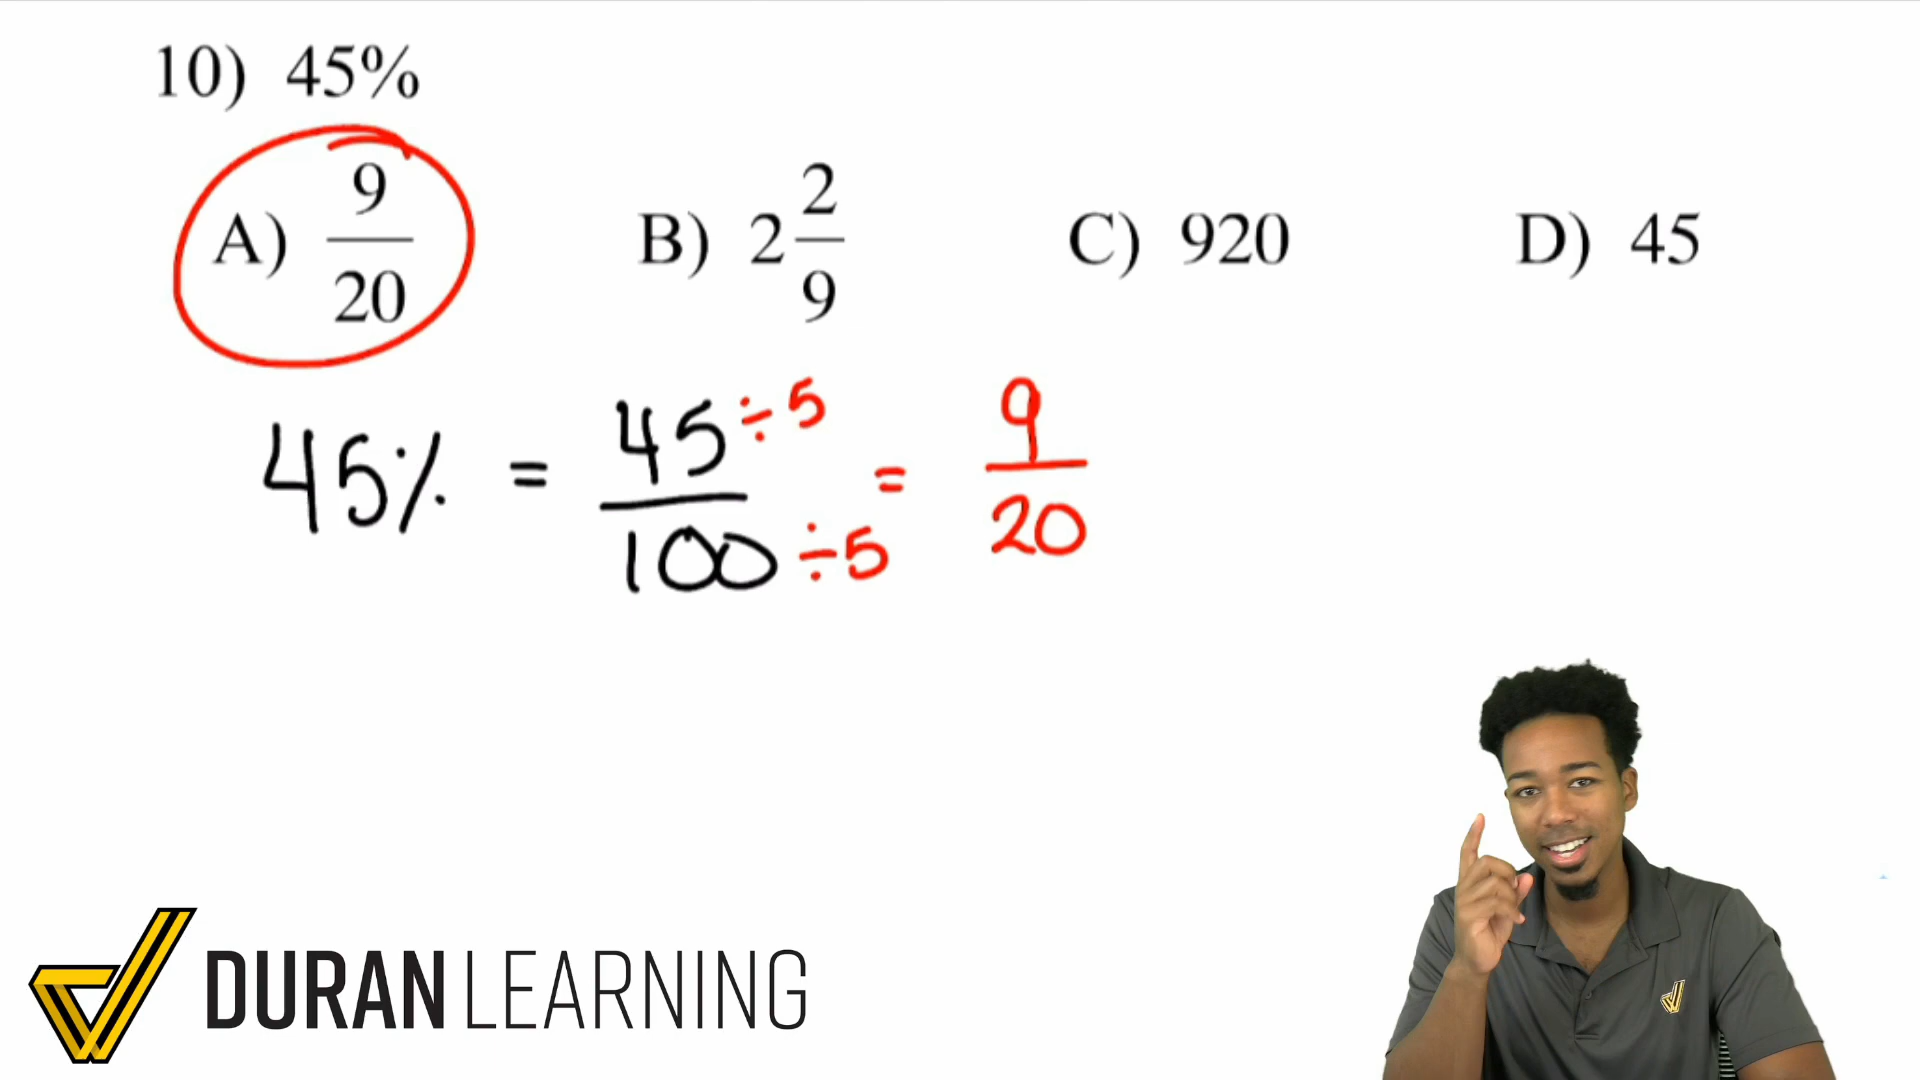 10) 45%
A) 9/20 B) 2 2/9 C) 920 D) 45
45% = 45 ÷5 / 100 ÷5 = 9/20
DURAN LEARNING